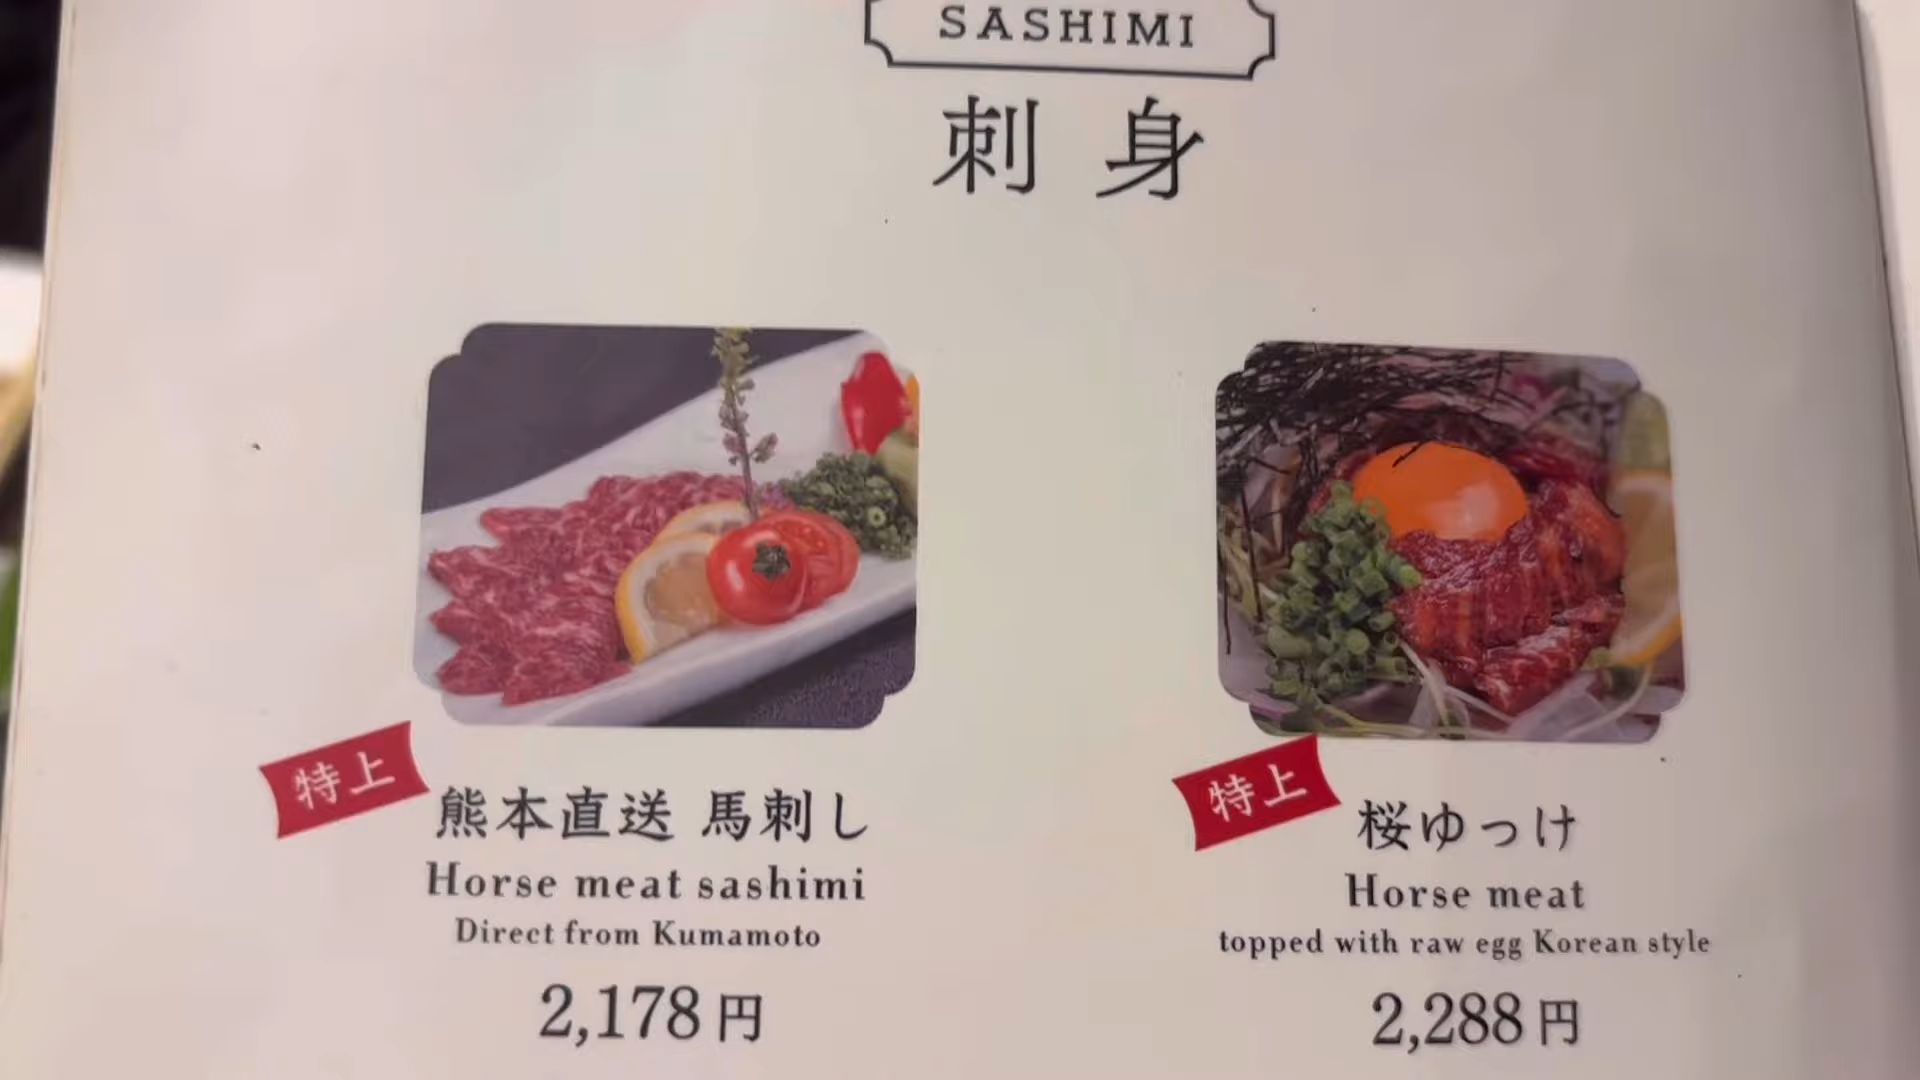 SASHIMI
刺身
特上
熊本直送 馬刺し
Horse meat sashimi
Direct from Kumamoto
2,178円
特上
桜ゆっけ
Horse meat
topped with raw egg Korean style
2,288円